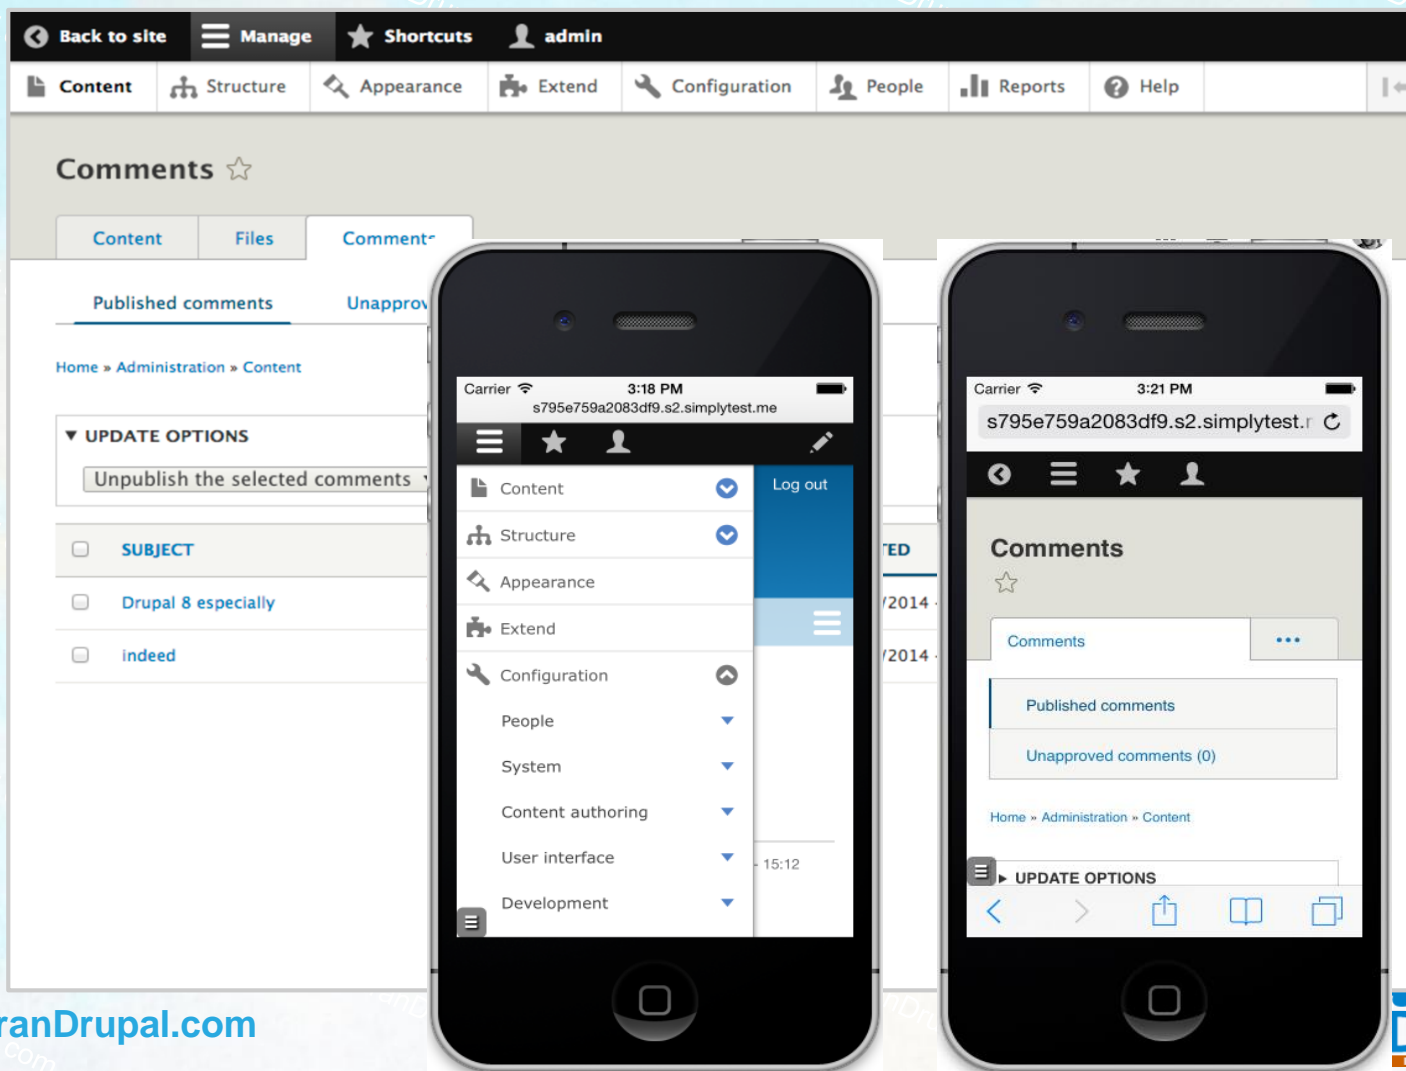 Back to site Manage Shortcuts admin
Content Structure Appearance Extend Configuration People Reports Help
Comments
Content Files Comments
Published comments
Home » Administration » Content
▼ UPDATE OPTIONS
Unpublish the selected comments
SUBJECT
Drupal 8 especially
/2014
indeed
/2014
Carrier 3:18 PM
s795e759a2083df9.s2.simplytest.me
Log out
Content
Structure
Appearance
Extend
Configuration
People
System
Content authoring
User interface
Development
- 15:12
Carrier 3:21 PM
s795e759a2083df9.s2.simplytest.
Comments
Comments •••
Published comments
Unapproved comments (0)
Home » Administration » Content
► UPDATE OPTIONS
ranDrupal.com